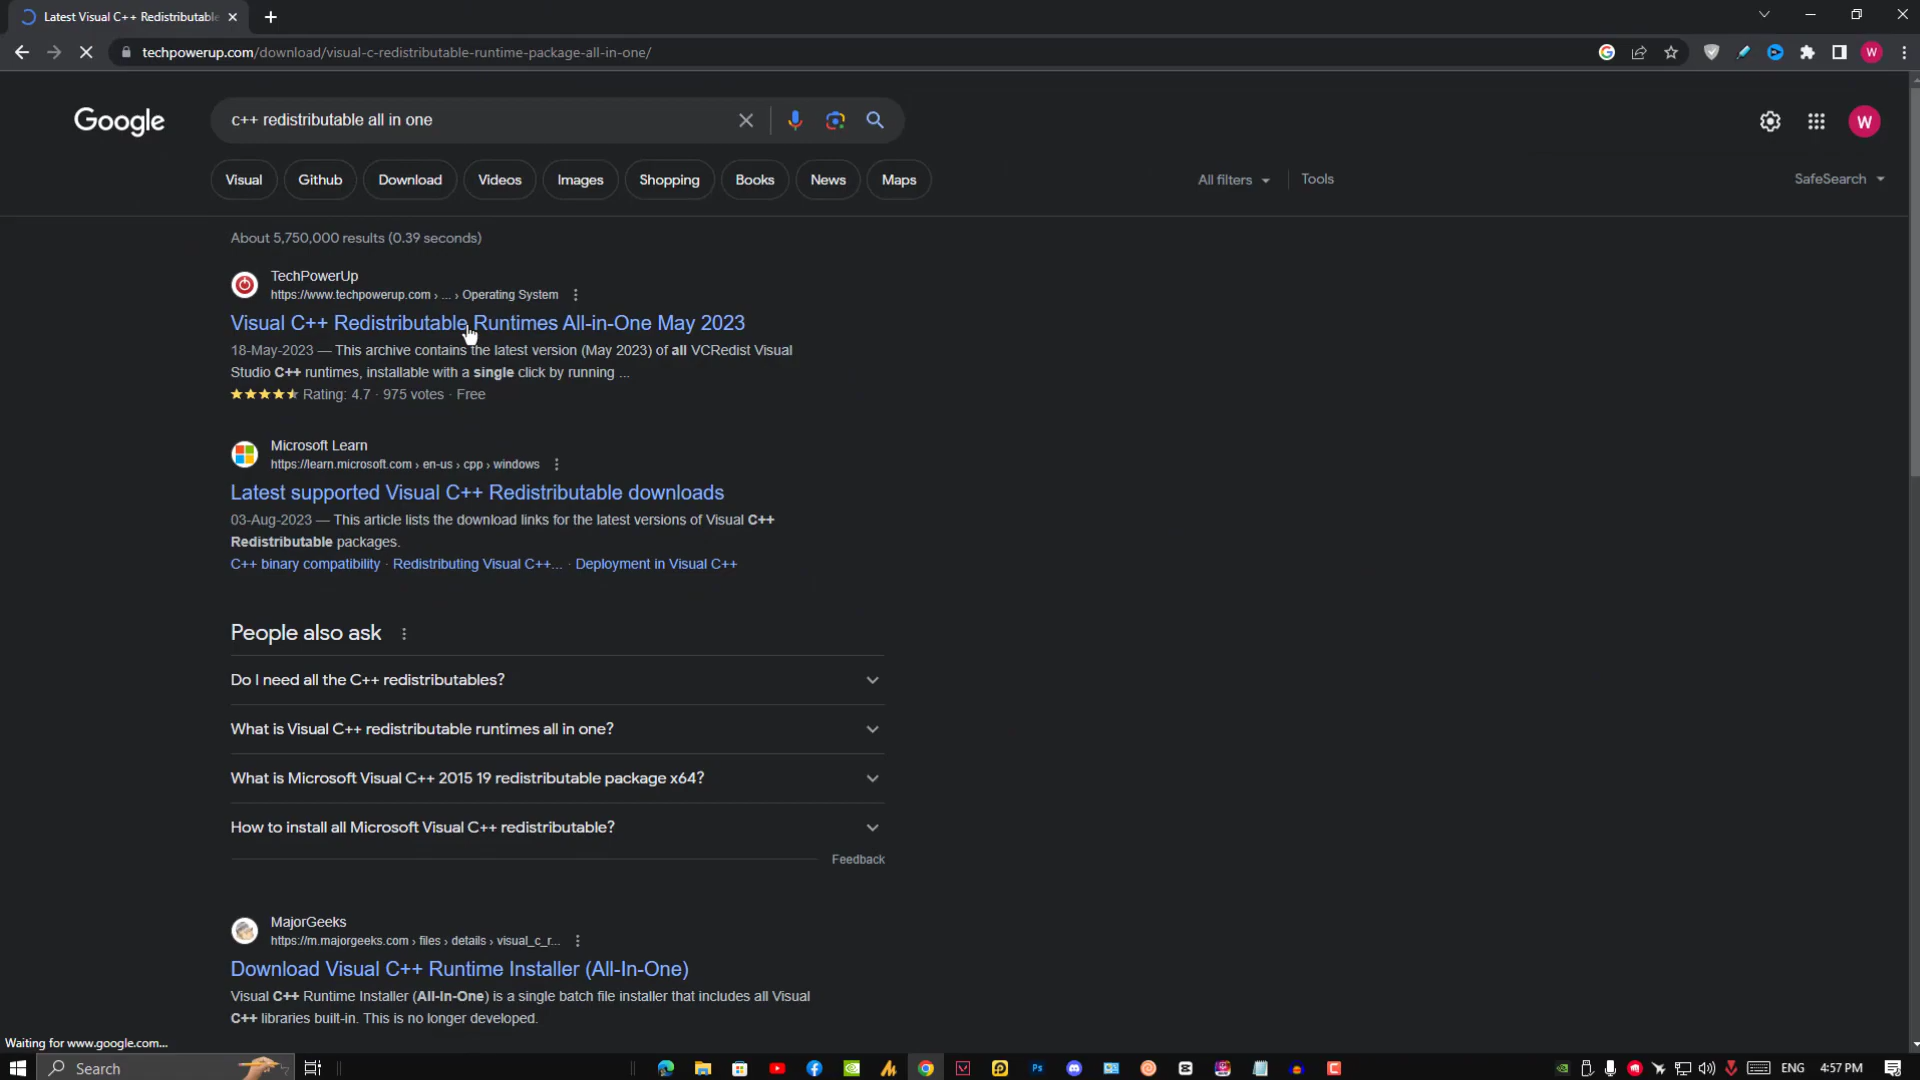 Latest Visual C++ Redistributable
techpowerup.com/download/visual-c-redistributable-runtime-package-all-in-one/
W
Google
c++ redistributable all in one
W
Visual
Github
Download
Videos
Images
Shopping
Books
News
Maps
All filters
Tools
SafeSearch
About 5,750,000 results (0.39 seconds)
TechPowerUp
https://www.techpowerup.com › ... › Operating System
Visual C++ Redistributable Runtimes All-in-One May 2023
18-May-2023 — This archive contains the latest version (May 2023) of all VCRedist Visual
Studio C++ runtimes, installable with a single click by running ...
Rating: 4.7 · 975 votes · Free
Microsoft Learn
https://learn.microsoft.com › en-us › cpp › windows
Latest supported Visual C++ Redistributable downloads
03-Aug-2023 — This article lists the download links for the latest versions of Visual C++
Redistributable packages.
C++ binary compatibility · Redistributing Visual C++... · Deployment in Visual C++
People also ask
Do I need all the C++ redistributables?
What is Visual C++ redistributable runtimes all in one?
What is Microsoft Visual C++ 2015 19 redistributable package x64?
How to install all Microsoft Visual C++ redistributable?
Feedback
MajorGeeks
https://m.majorgeeks.com › files › details › visual_c_r...
Download Visual C++ Runtime Installer (All-In-One)
Visual C++ Runtime Installer (All-In-One) is a single batch file installer that includes all Visual
C++ libraries built-in. This is no longer developed.
Waiting for www.google.com...
Search
Ps
ENG
4:57 PM